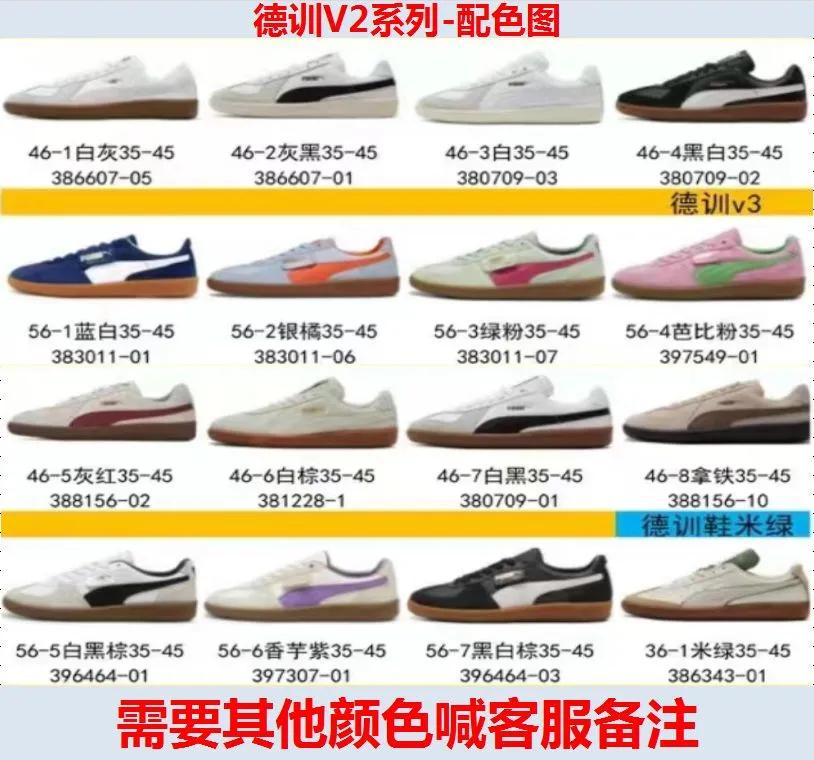 德训V2系列-配色图
46-1白灰35-45 46-2灰黑35-45 46-3白35-45 46-4黑白35-45
386607-05 386607-01 380709-03 380709-02
德训v3
56-1蓝白35-45 56-2银橘35-45 56-3绿粉35-45 56-4芭比粉35-45
383011-01 383011-06 383011-07 397549-01
46-5灰红35-45 46-6白棕35-45 46-7白黑35-45 46-8拿铁35-45
388156-02 381228-1 380709-01 388156-10
德训鞋米绿
56-5白黑棕35-45 56-6香芋紫35-45 56-7黑白棕35-45 36-1米绿35-45
396464-01 397307-01 396464-03 386343-01
需要其他颜色喊客服备注